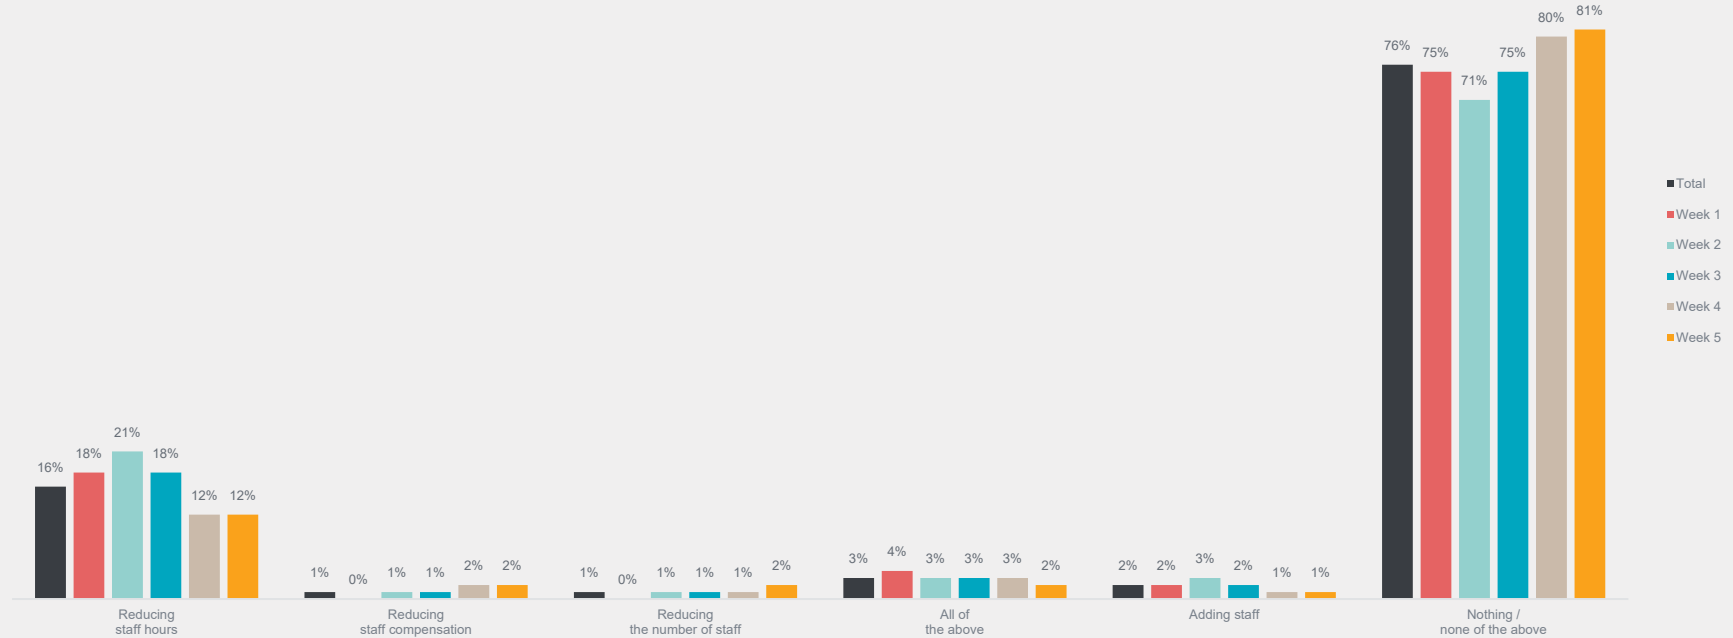 80% 81%
76% 75% 75%
71%
21%
18% 18%
16%
12% 12%
1% 0% 1% 1% 2% 2%
1% 0% 1% 1% 1% 2%
3% 4% 3% 3% 3% 2%
2% 2% 3% 2% 1% 1%
Reducing
staff hours
Reducing
staff compensation
Reducing
the number of staff
All of
the above
Adding staff
Nothing /
none of the above
Total
Week 1
Week 2
Week 3
Week 4
Week 5